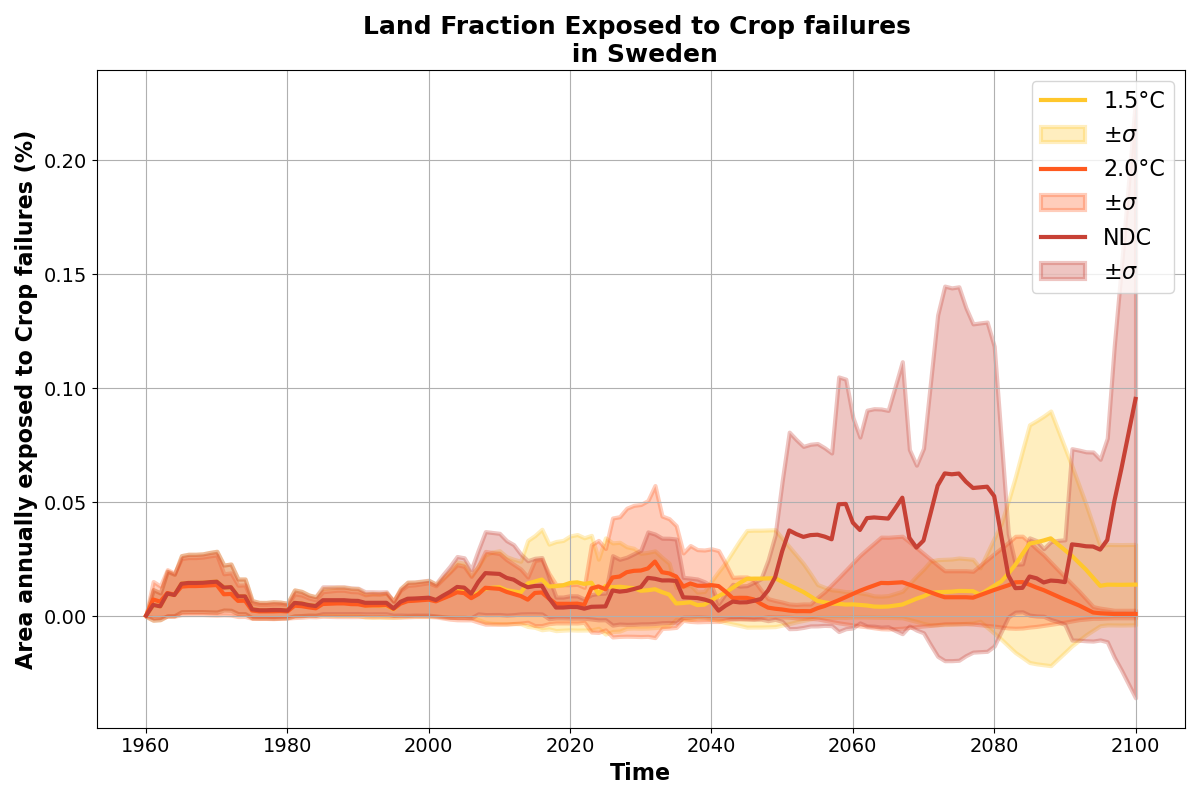 Land Fraction Exposed to Crop failures
in Sweden
Area annually exposed to Crop failures (%)
0.20
0.15
0.10
0.05
0.00
1.5°C
±σ
2.0°C
±σ
NDC
±σ
1960 1980 2000 2020 2040 2060 2080 2100
Time